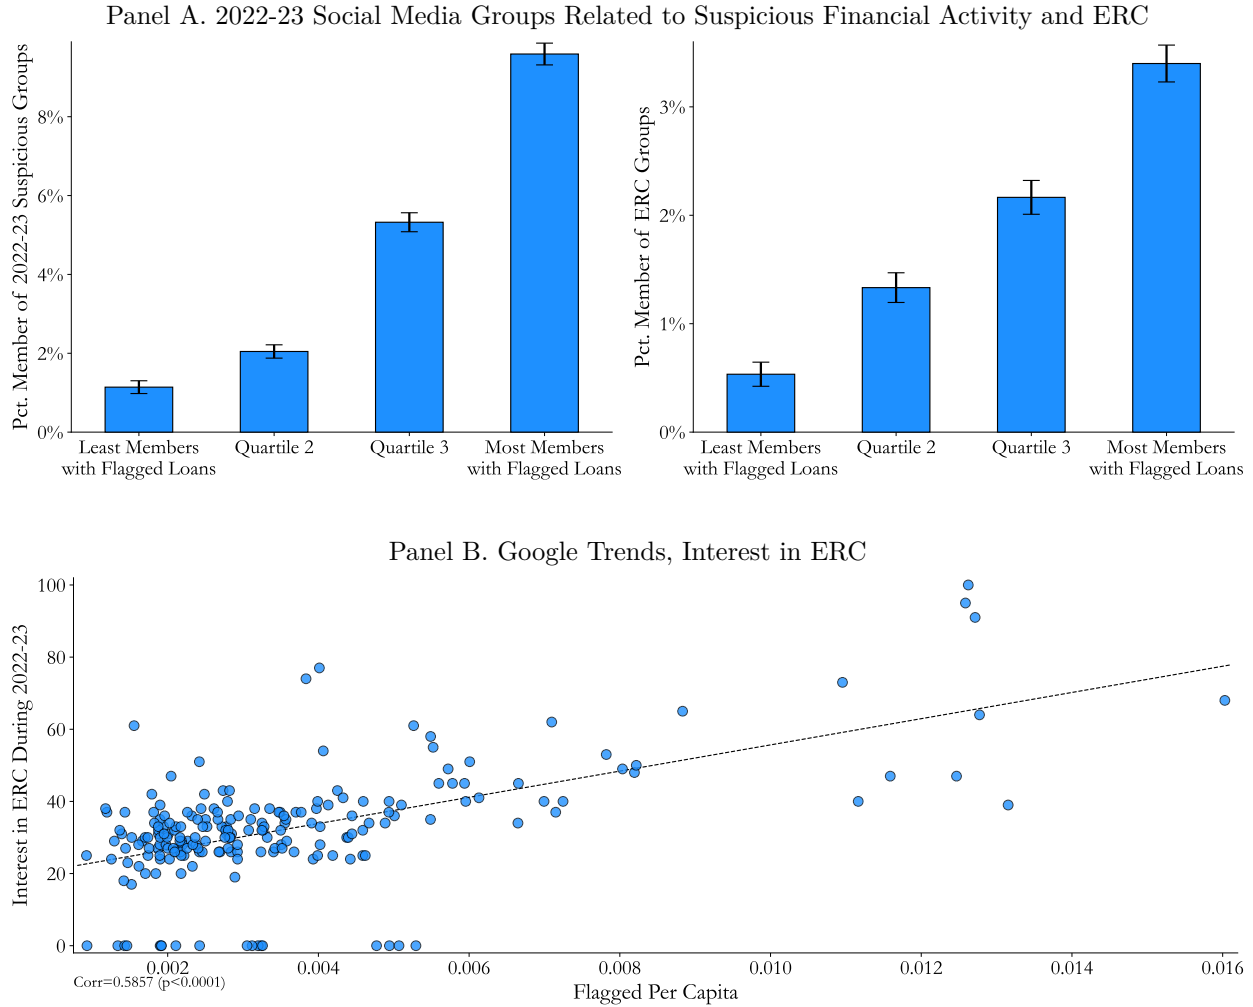 Panel A. 2022-23 Social Media Groups Related to Suspicious Financial Activity and ERC
Pct. Member of 2022-23 Suspicious Groups
8%
6%
4%
2%
0%
Least Members
with Flagged Loans
Quartile 2
Quartile 3
Most Members
with Flagged Loans
Pct. Member of ERC Groups
3%
2%
1%
0%
Least Members
with Flagged Loans
Quartile 2
Quartile 3
Most Members
with Flagged Loans
Panel B. Google Trends, Interest in ERC
Interest in ERC During 2022-23
100
80
60
40
20
0
0.002
0.004
0.006
0.008
0.010
0.012
0.014
0.016
Corr=0.5857 (p<0.0001)
Flagged Per Capita